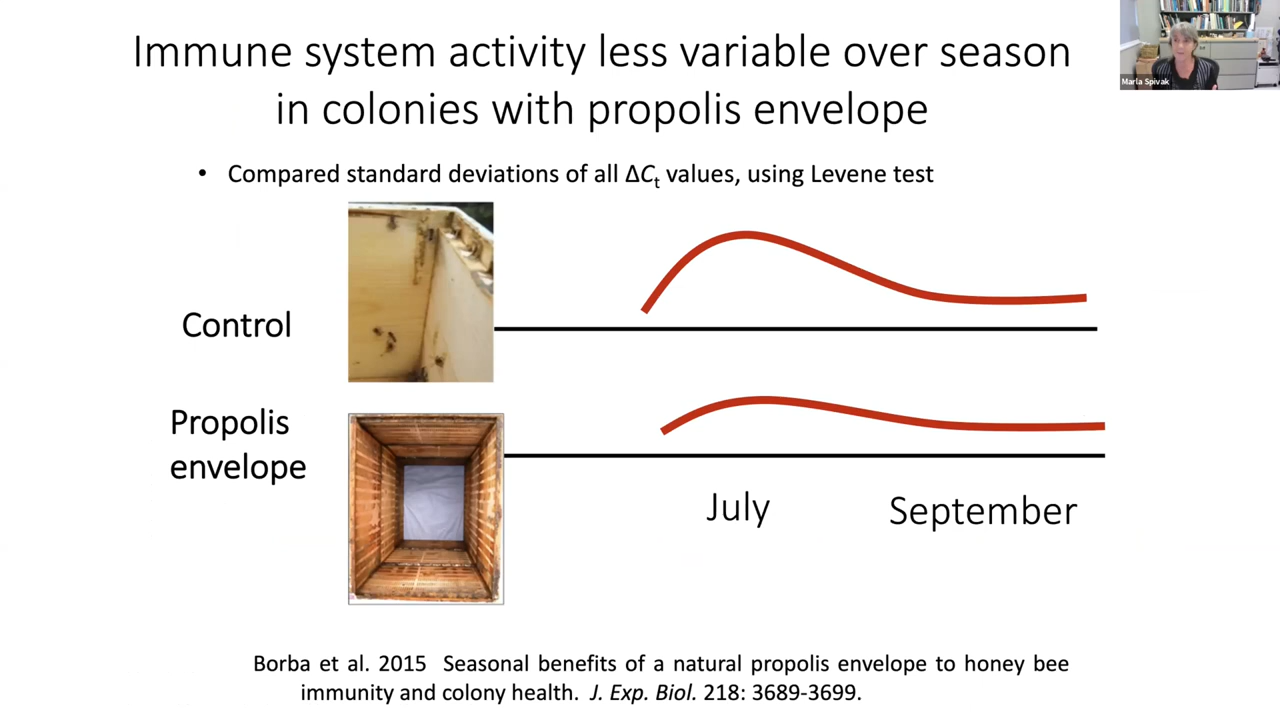 Immune system activity less variable over season
in colonies with propolis envelope
Marla Spivak
• Compared standard deviations of all ΔCt values, using Levene test
Control
Propolis
envelope
July
September
Borba et al. 2015 Seasonal benefits of a natural propolis envelope to honey bee
immunity and colony health. J. Exp. Biol. 218: 3689-3699.